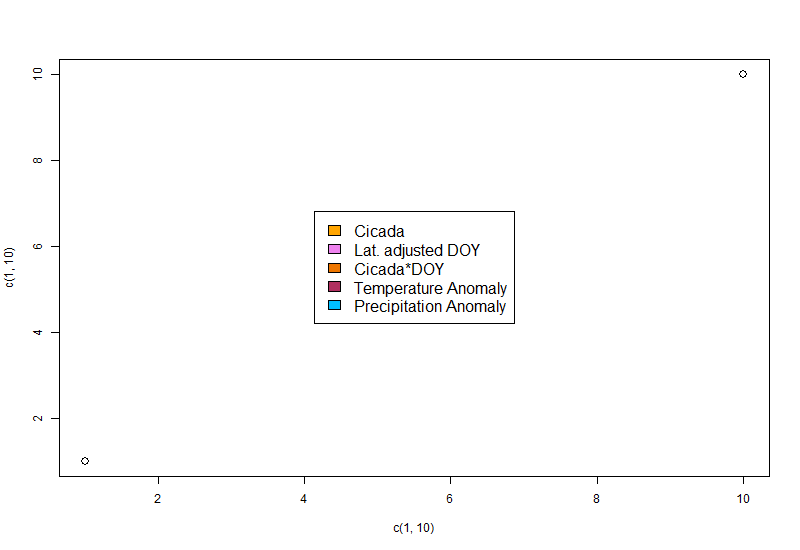 10
8
6
4
2
c(1, 10)
Cicada
Lat. adjusted DOY
Cicada*DOY
Temperature Anomaly
Precipitation Anomaly
2 4 6 8 10
c(1, 10)